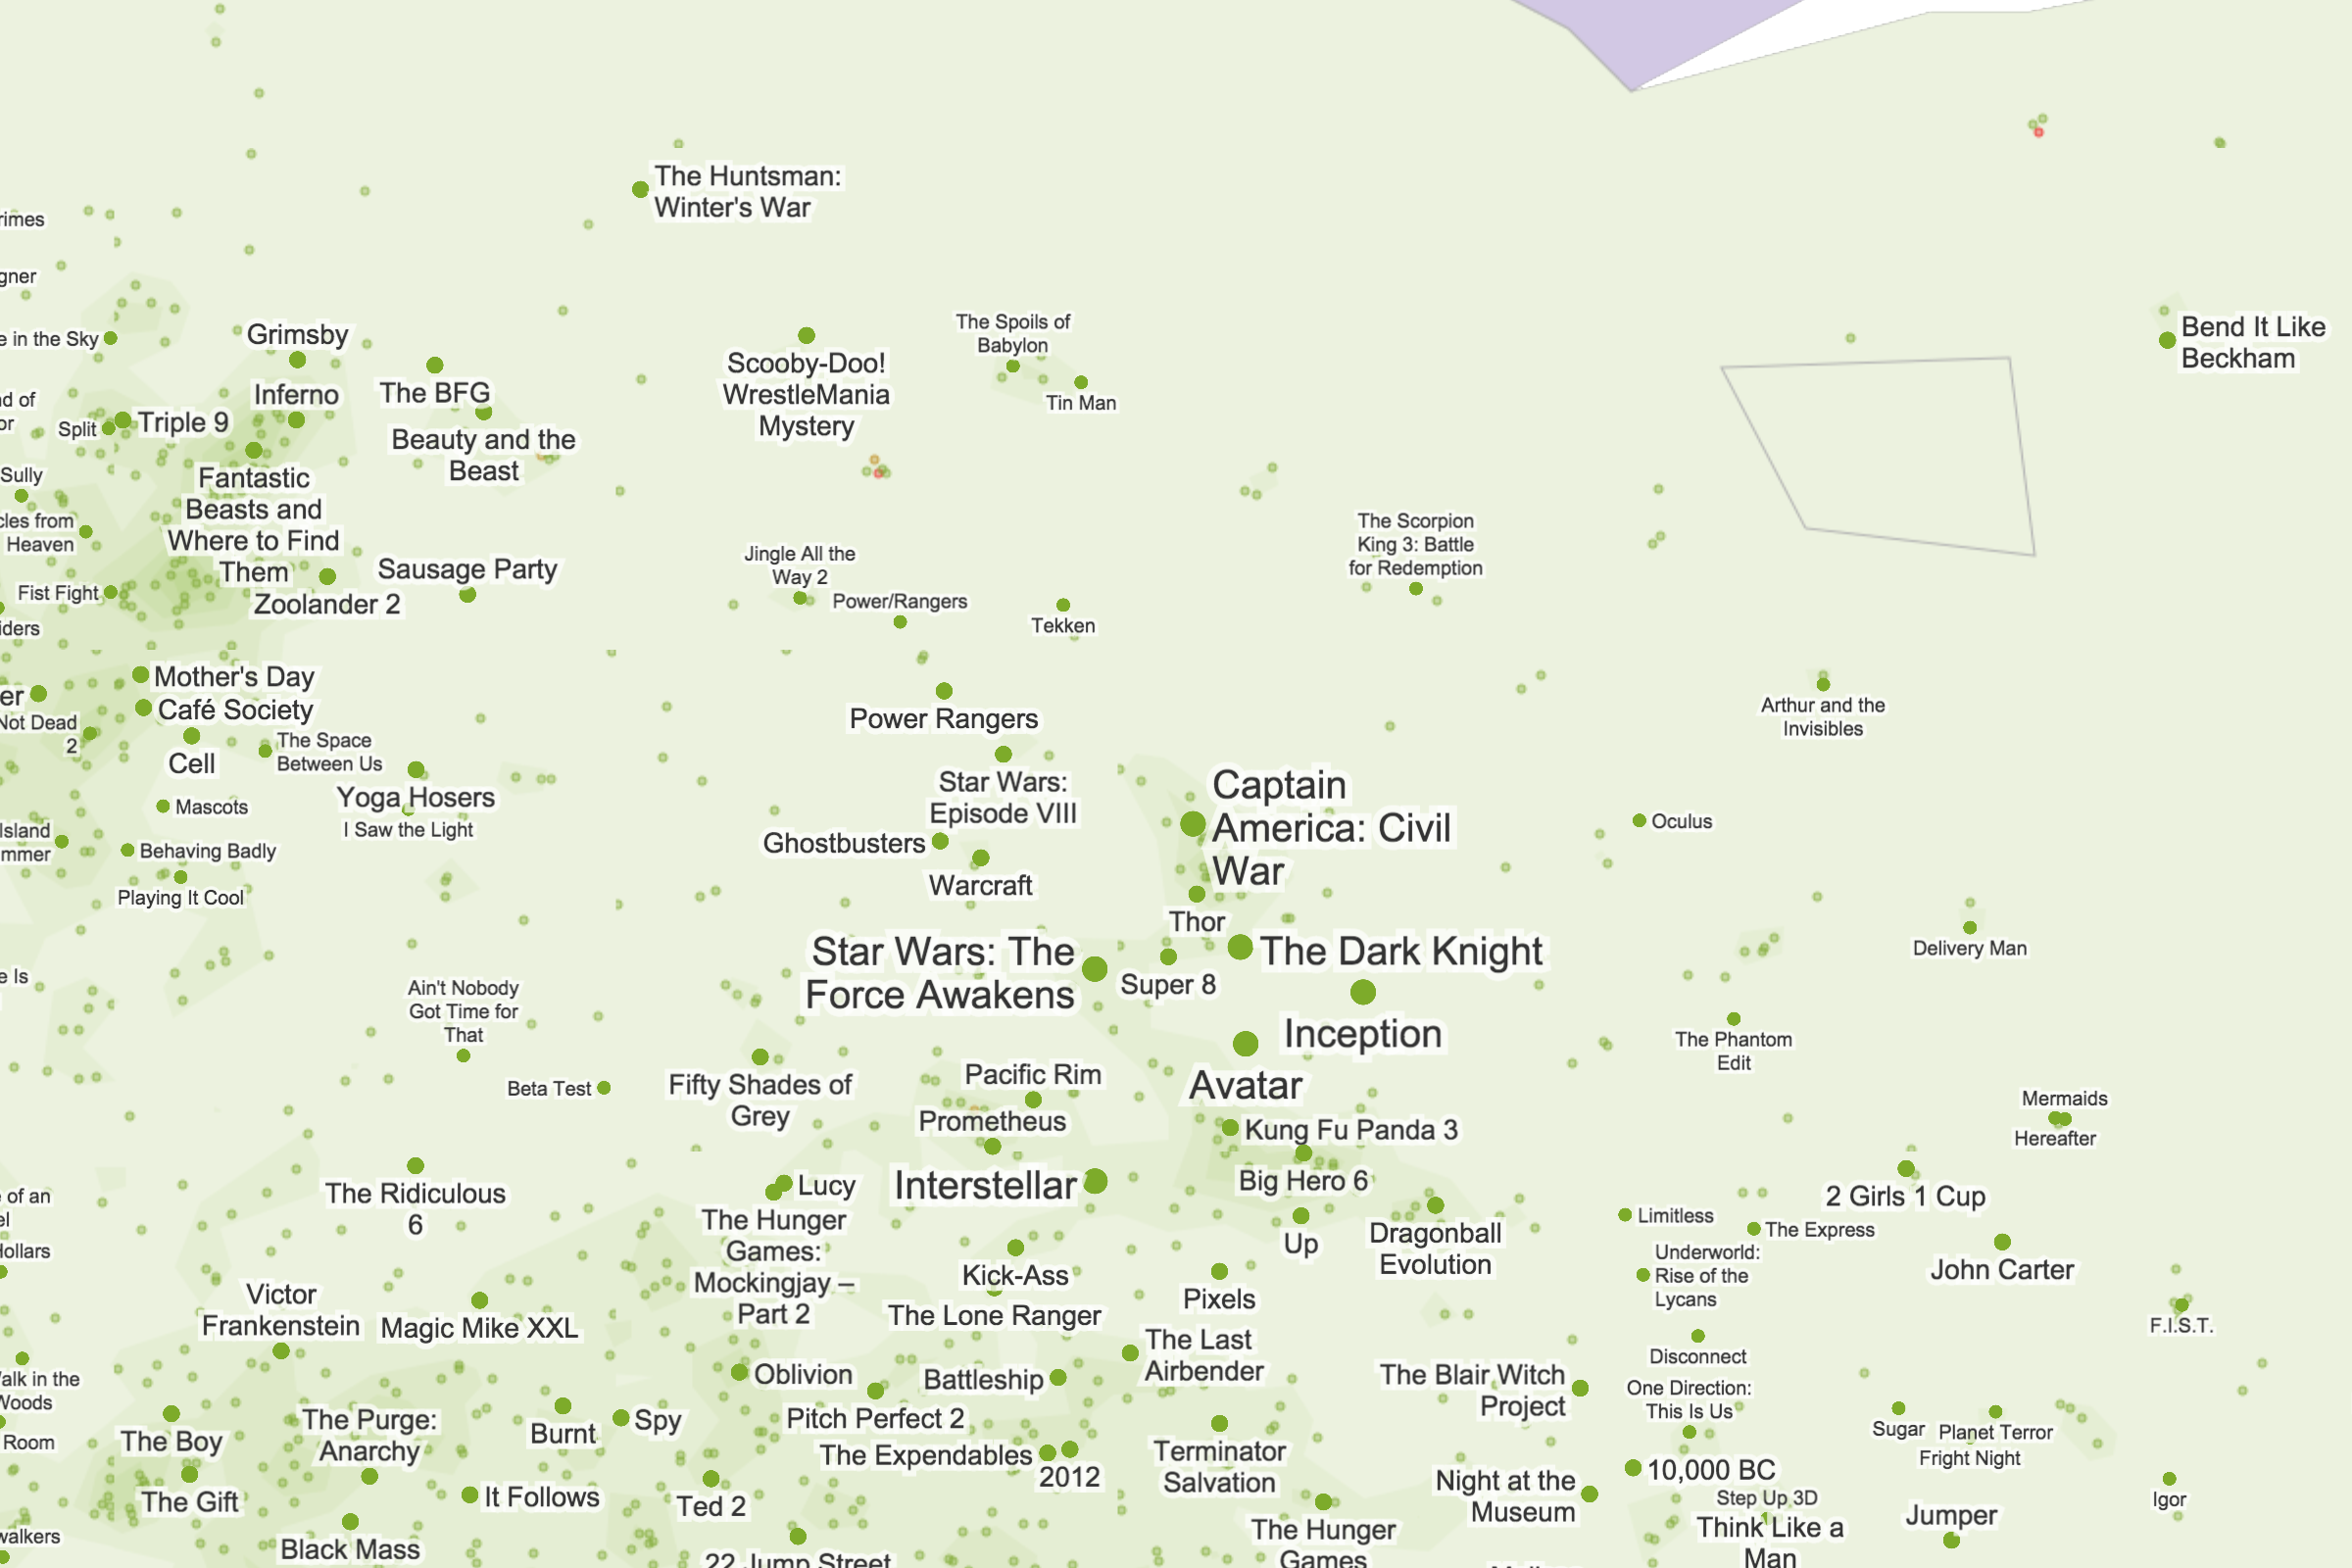 The Huntsman:
Winter's War
rimes
gner
e in the Sky
Grimsby
The BFG
Inferno
Scooby-Doo!
WrestleMania
Mystery
The Spoils of
Babylon
Tin Man
Bend It Like
Beckham
nd of
or
Split
Triple 9
Beauty and the
Beast
Sully
Fantastic
Beasts and
Where to Find
Them
cles from
Heaven
Fist Fight
Zoolander 2
Sausage Party
Jingle All the
Way 2
Power/Rangers
Tekken
The Scorpion
King 3: Battle
for Redemption
iders
Mother's Day
er
Café Society
Not Dead
2
Cell
The Space
Between Us
Power Rangers
Arthur and the
Invisibles
Mascots
Yoga Hosers
I Saw the Light
Star Wars:
Episode VIII
Captain
America: Civil
War
Oculus
Island
mmer
Behaving Badly
Playing It Cool
Ghostbusters
Warcraft
Thor
Star Wars: The
Force Awakens
Super 8
The Dark Knight
Delivery Man
e Is
Ain't Nobody
Got Time for
That
Inception
The Phantom
Edit
Beta Test
Fifty Shades of
Grey
Pacific Rim
Avatar
Prometheus
Kung Fu Panda 3
Mermaids
Hereafter
The Ridiculous
6
Lucy
Interstellar
Big Hero 6
2 Girls 1 Cup
e of an
el
Hollars
The Hunger
Games:
Mockingjay –
Part 2
Up
Dragonball
Evolution
Limitless
The Express
Underworld:
Rise of the
Lycans
John Carter
Kick-Ass
Pixels
Victor
Frankenstein
Magic Mike XXL
The Lone Ranger
F.I.S.T.
The Last
Airbender
Disconnect
Walk in the
Woods
Oblivion
Battleship
The Blair Witch
Project
One Direction:
This Is Us
Room
The Boy
The Purge:
Anarchy
Burnt
Spy
Pitch Perfect 2
The Expendables
2012
Terminator
Salvation
Sugar
Planet Terror
Fright Night
The Gift
It Follows
Ted 2
Night at the
Museum
10,000 BC
Step Up 3D
Think Like a
Man
Jumper
Igor
walkers
Black Mass
22 Jump Street
The Hunger
Games